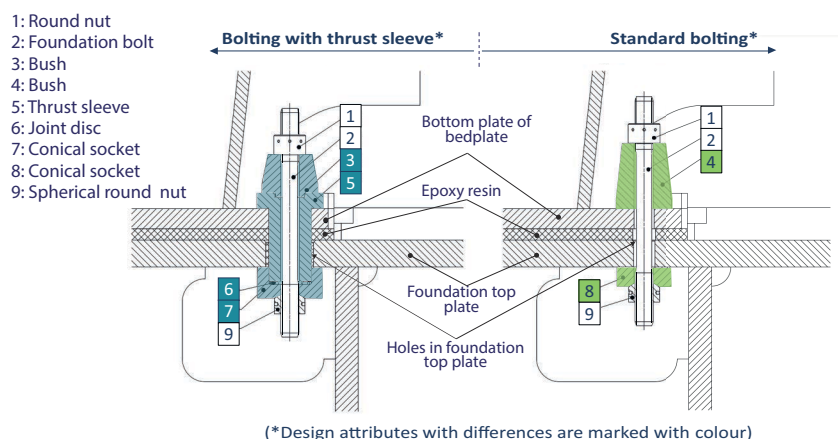 1: Round nut
2: Foundation bolt
3: Bush
4: Bush
5: Thrust sleeve
6: Joint disc
7: Conical socket
8: Conical socket
9: Spherical round nut
Bolting with thrust sleeve*
Standard bolting*
1
2
3
5
6
7
9
Bottom plate of
bedplate
Epoxy resin
Foundation top
plate
Holes in foundation
top plate
1
2
4
8
9
(*Design attributes with differences are marked with colour)